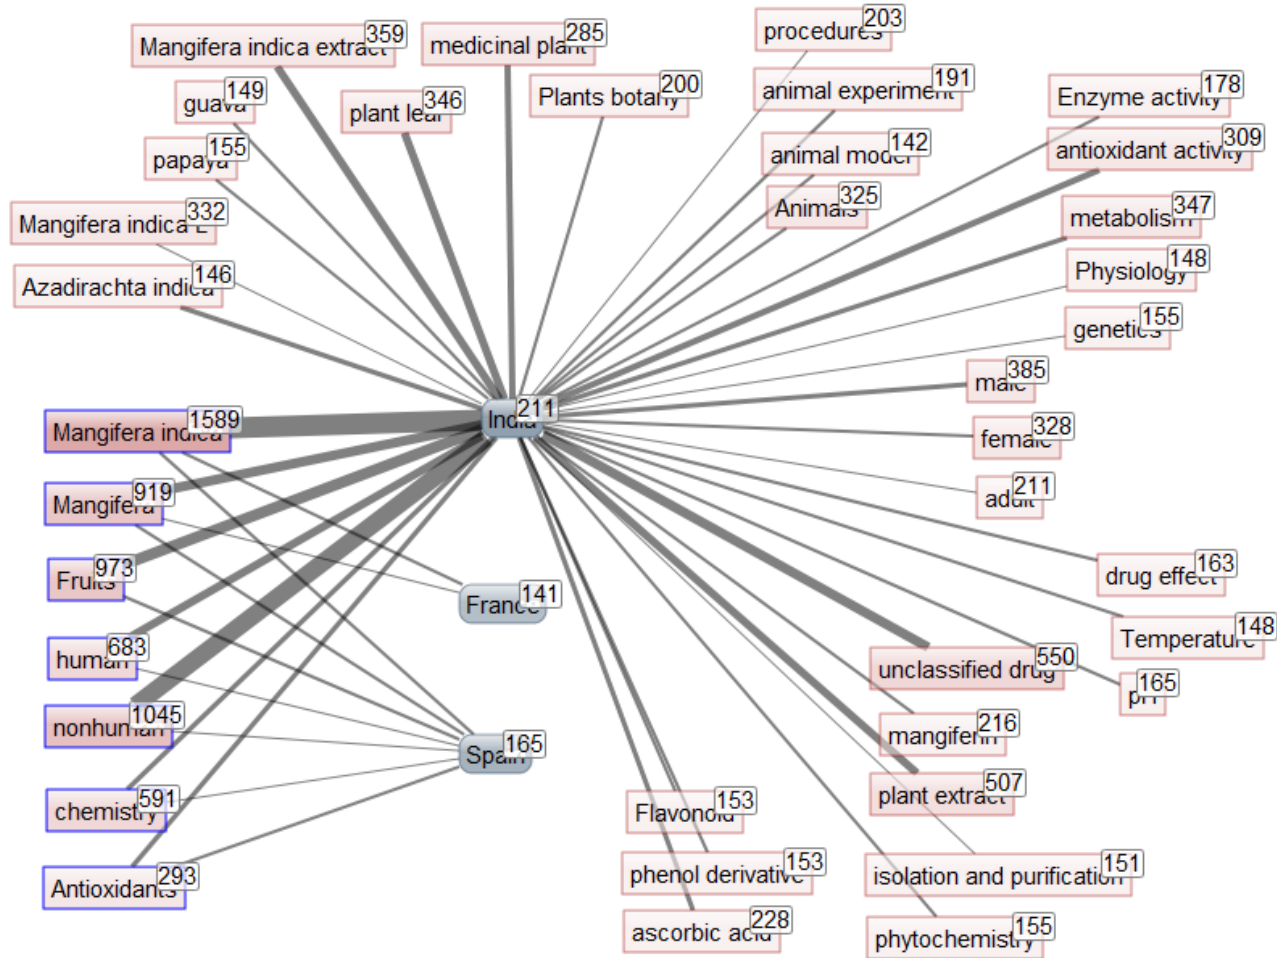 Mangifera indica extract 359
medicinal plant 285
procedures 203
guava 149
plant leaf 346
Plants botany 200
animal experiment 191
Enzyme activity 178
papaya 155
animal model 142
antioxidant activity 309
Mangifera indica L 332
Animals 325
metabolism 347
Azadirachta indica 146
Physiology 148
genetics 155
male 385
Mangifera indica 1589
India 211
female 328
Mangifera 919
adult 211
Fruits 973
France 141
drug effect 163
human 683
Temperature 148
unclassified drug 550
pH 165
nonhuman 1045
Spain 165
mangiferin 216
chemistry 591
Flavonoid 153
plant extract 507
Antioxidants 293
phenol derivative 153
isolation and purification 151
ascorbic acid 228
phytochemistry 155